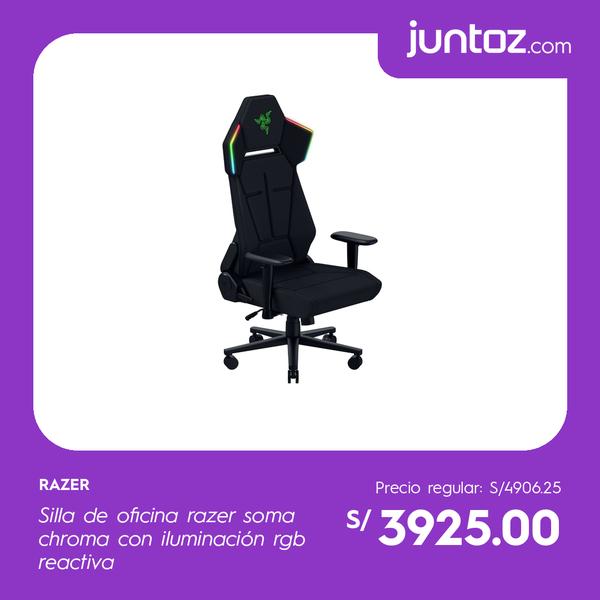 juntoz.com
RAZER
Silla de oficina razer soma
chroma con iluminación rgb
reactiva
Precio regular: S/4906.25
S/ 3925.00